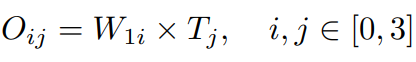 O_{ij} = W_{1i} × T_j, i, j ∈ [0, 3]